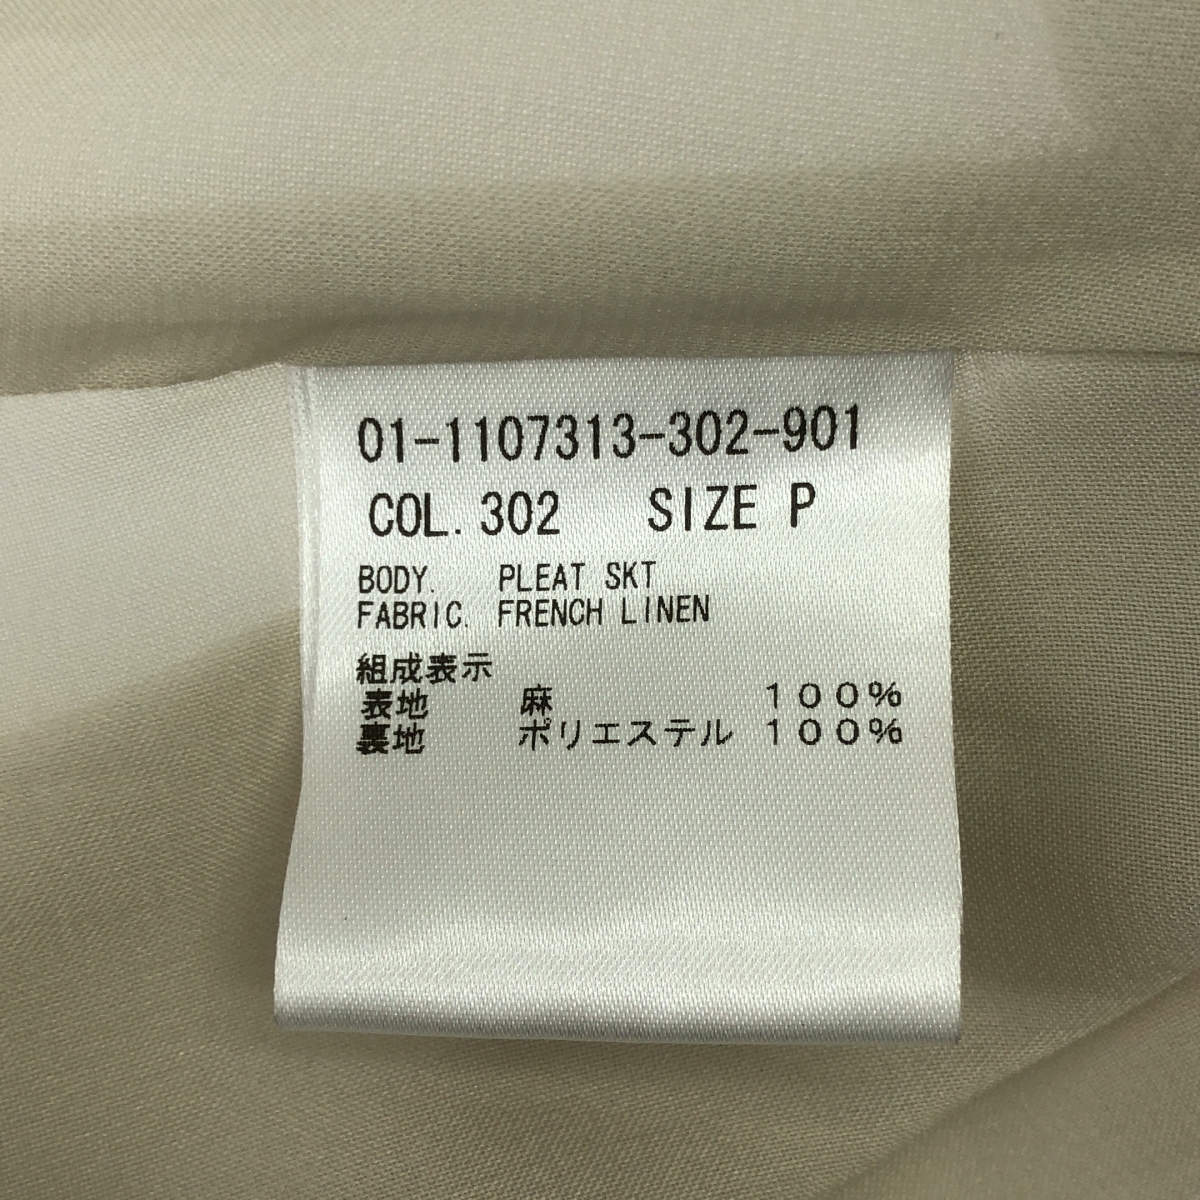 01-1107313-302-901
COL. 302 SIZE P
BODY. PLEAT SKT
FABRIC. FRENCH LINEN
組成表示
表地 麻 100%
裏地 ポリエステル 100%